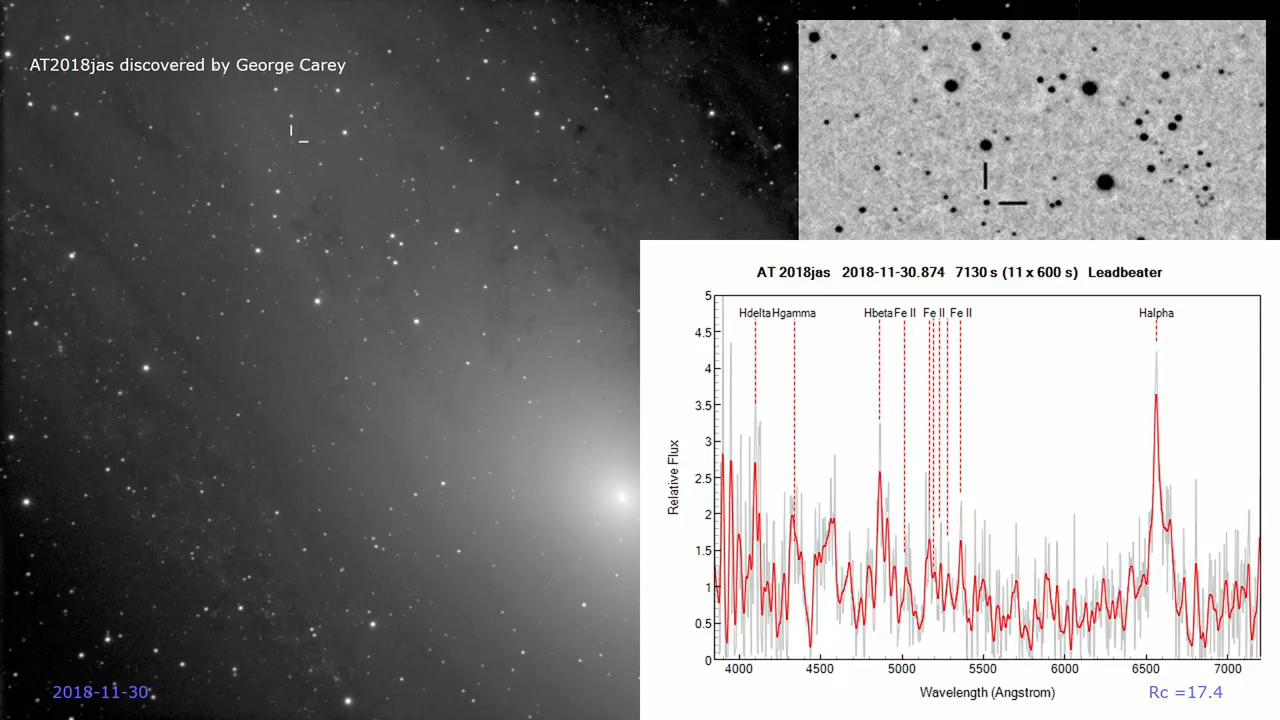 AT2018jas discovered by George Carey
AT 2018jas 2018-11-30.874 7130 s (11 x 600 s) Leadbeater
Hdelta Hgamma Hbeta Fe II Fe II Fe II Halpha
5
4.5
4
3.5
3
2.5
2
1.5
1
0.5
0
Relative Flux
4000 4500 5000 5500 6000 6500 7000
Wavelength (Angstrom)
2018-11-30
Rc =17.4